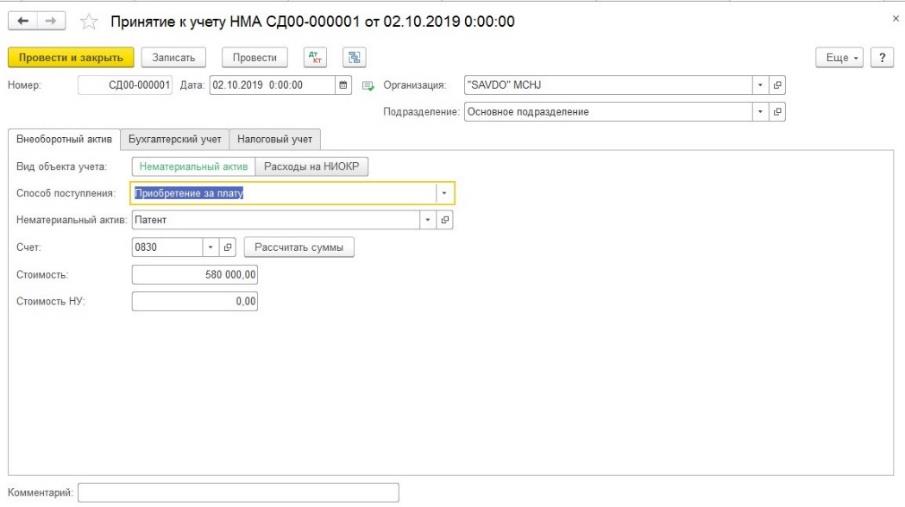 Принятие к учету НМА СД00-000001 от 02.10.2019 0:00:00
Провести и закрыть Записать Провести Дт Кт Еще ?
Номер: СД00-000001 Дата: 02.10.2019 0:00:00 Организация: "SAVDO" MCHJ
Подразделение: Основное подразделение
Внеоборотный актив Бухгалтерский учет Налоговый учет
Вид объекта учета: Нематериальный актив Расходы на НИОКР
Способ поступления: Приобретение за плату
Нематериальный актив: Патент
Счет: 0830 Рассчитать суммы
Стоимость: 580 000,00
Стоимость НУ: 0,00
Комментарий: